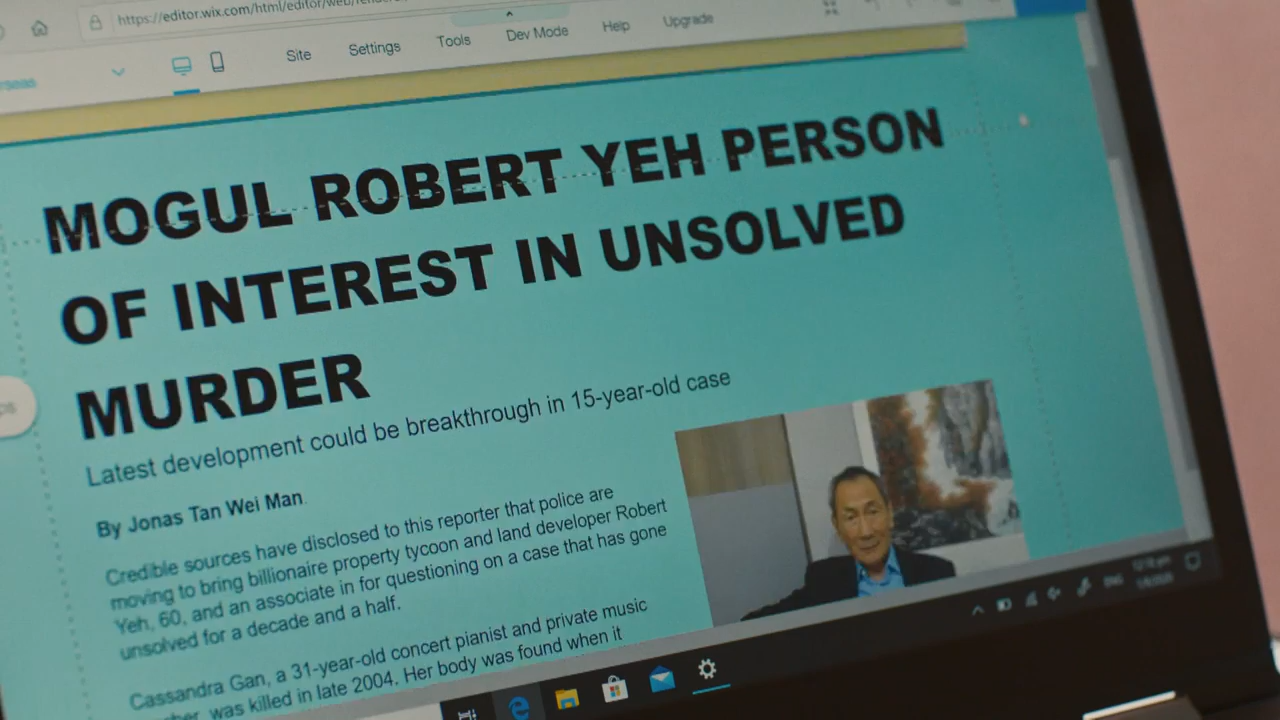 https://editor.wix.com/html/editor/web/rende
Site Settings Tools Dev Mode Help Upgrade
MOGUL ROBERT YEH PERSON
OF INTEREST IN UNSOLVED
MURDER
Latest development could be breakthrough in 15-year-old case
By Jonas Tan Wei Man
Credible sources have disclosed to this reporter that police are
moving to bring billionaire property tycoon and land developer Robert
Yeh, 60, and an associate in for questioning on a case that has gone
unsolved for a decade and a half.
Cassandra Gan, a 31-year-old concert pianist and private music
was killed in late 2004. Her body was found when it
ENG